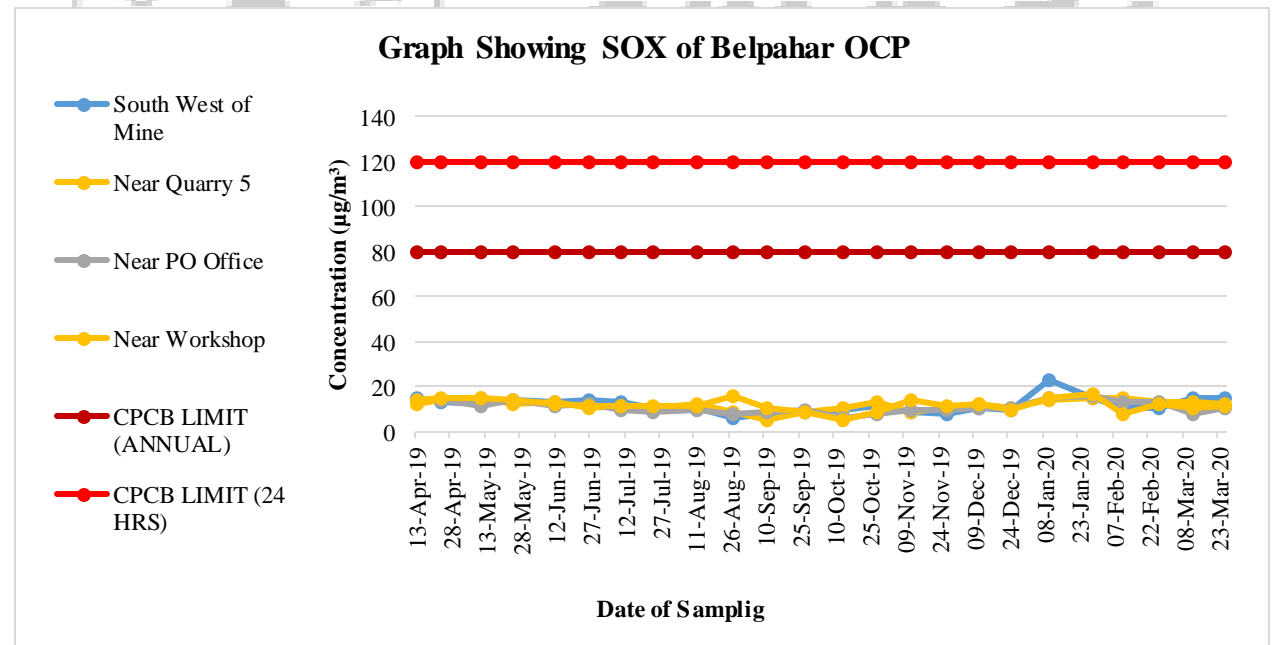 Graph Showing SOX of Belpahar OCP
South West of
Mine
Near Quarry 5
Near PO Office
Near Workshop
CPCB LIMIT
(ANNUAL)
CPCB LIMIT (24
HRS)
Concentration (µg/m³)
140
120
100
80
60
40
20
0
13-Apr-19
28-Apr-19
13-May-19
28-May-19
12-Jun-19
27-Jun-19
12-Jul-19
27-Jul-19
11-Aug-19
26-Aug-19
10-Sep-19
25-Sep-19
10-Oct-19
25-Oct-19
09-Nov-19
24-Nov-19
09-Dec-19
24-Dec-19
08-Jan-20
23-Jan-20
07-Feb-20
22-Feb-20
08-Mar-20
23-Mar-20
Date of Samplig